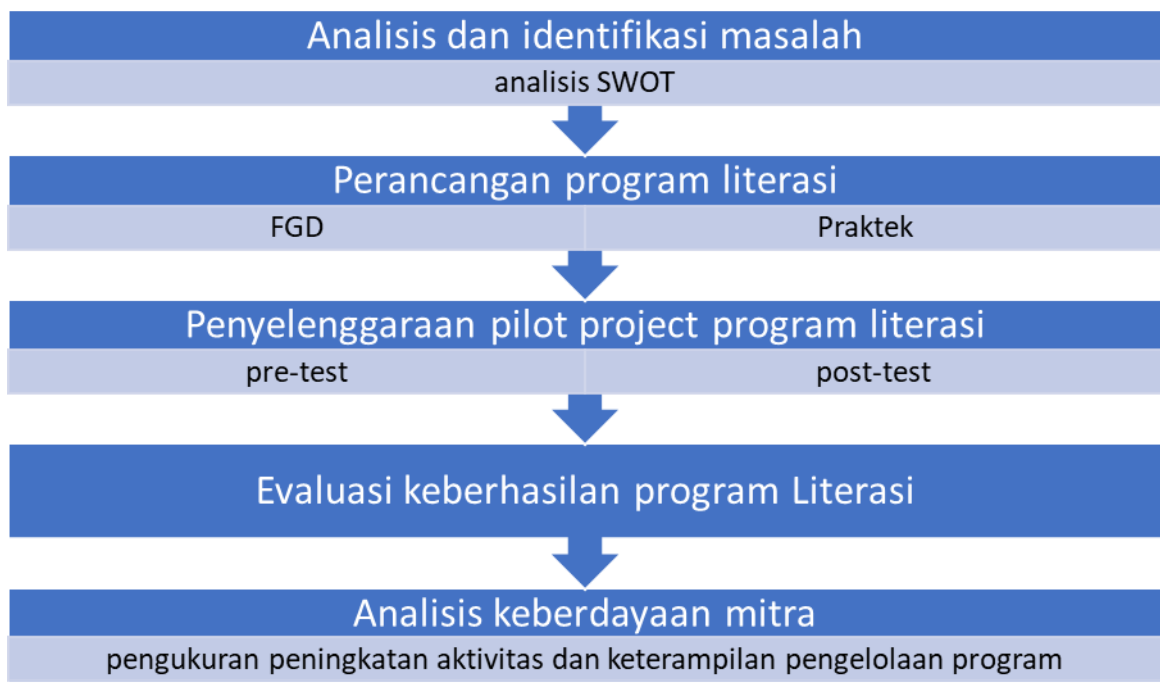 Analisis dan identifikasi masalah
analisis SWOT
Perancangan program literasi
FGD
Praktek
Penyelenggaraan pilot project program literasi
pre-test
post-test
Evaluasi keberhasilan program Literasi
Analisis keberdayaan mitra
pengukuran peningkatan aktivitas dan keterampilan pengelolaan program